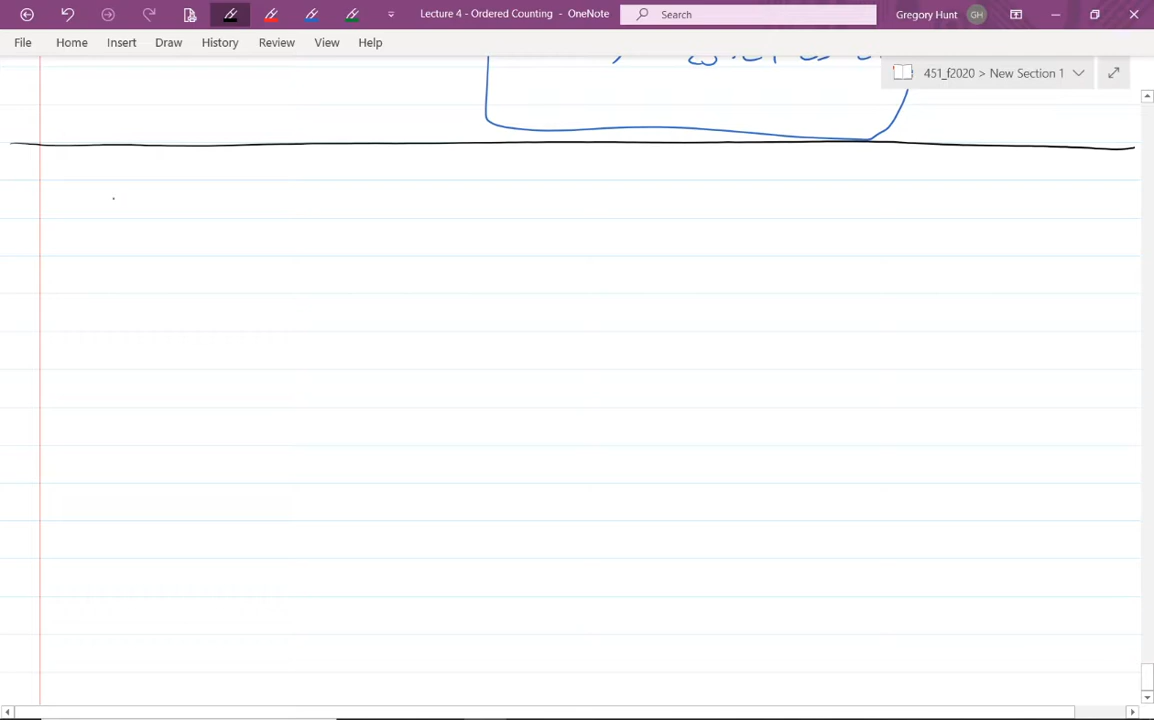 Lecture 4 - Ordered Counting - OneNote
Search
Gregory Hunt
GH
File Home Insert Draw History Review View Help
451_f2020 > New Section 1